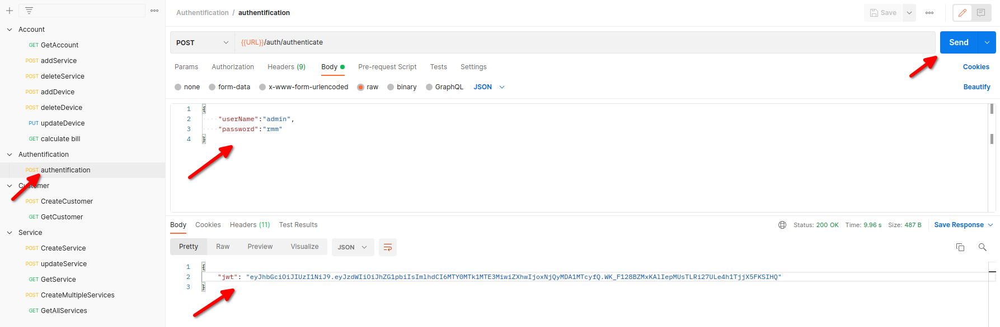 Account
GET GetAccount
POST addService
POST deleteService
POST addDevice
POST deleteDevice
PUT updateDevice
GET calculate bill
Authentification
POST authentification
Customer
POST CreateCustomer
GET GetCustomer
Service
POST CreateService
POST updateService
GET GetService
POST CreateMultipleServices
GET GetAllServices
Authentification / authentification
Save
POST {{URL}}/auth/authenticate
Send
Params Authorization Headers (9) Body Pre-request Script Tests Settings
Cookies
none form-data x-www-form-urlencoded raw binary GraphQL JSON
Beautify
1 {
2 "userName":"admin",
3 "password":"rmm"
4 }
Body Cookies Headers (11) Test Results
Status: 200 OK Time: 9.96 s Size: 487 B Save Response
Pretty Raw Preview Visualize JSON
1 {
2 "jwt": "eyJhbGciOiJIUzI1NiJ9.eyJzdWIiOiJhZG1pbiIsImlhdCI6MTY0MTk1MTE3MiwiZXhwIjoxNjQyMDA1MTcyfQ.WK_F128BZMxKAlIepMUsTLRi27ULe4h1TjjX5FKSIHQ"
3 }